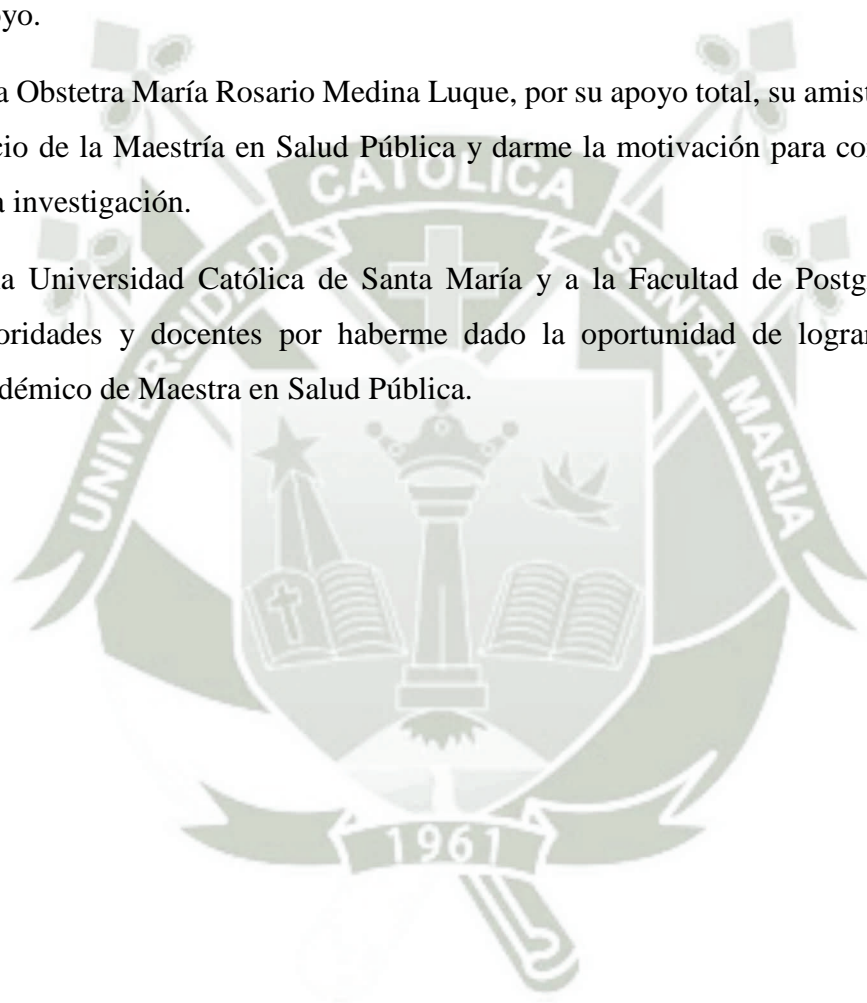 yo.
a Obstetra María Rosario Medina Luque, por su apoyo total, su amist
cio de la Maestría en Salud Pública y darme la motivación para co
a investigación.
la Universidad Católica de Santa María y a la Facultad de Postg
oridades y docentes por haberme dado la oportunidad de lograr
démico de Maestra en Salud Pública.
UNIVERSIDAD CATOLICA SANTA MARIA
1961